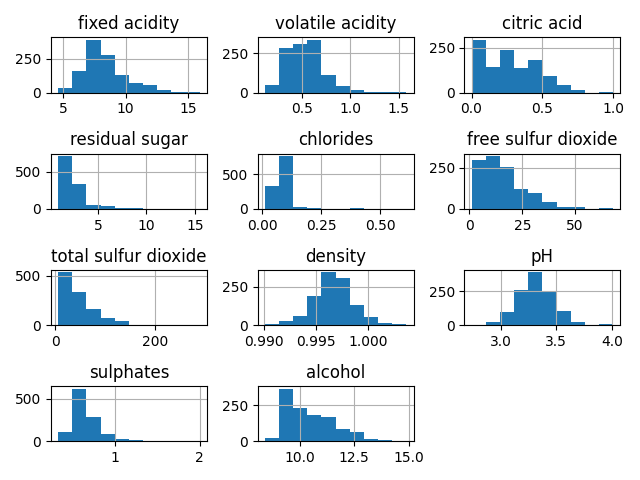 fixed acidity
volatile acidity
citric acid
250
0
5 10 15
250
0
0.5 1.0 1.5
250
0
0.0 0.5 1.0
residual sugar
chlorides
free sulfur dioxide
500
0
5 10 15
500
0
0.00 0.25 0.50
250
0
0 25 50
total sulfur dioxide
density
pH
500
0
0 200
250
0
0.990 0.995 1.000
250
0
3.0 3.5 4.0
sulphates
alcohol
500
0
1 2
250
0
10.0 12.5 15.0